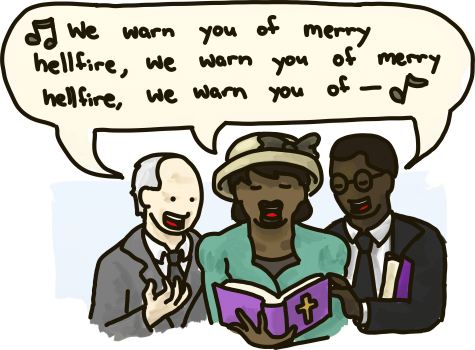 We warn you of merry
hellfire, we warn you of merry
hellfire, we warn you of —